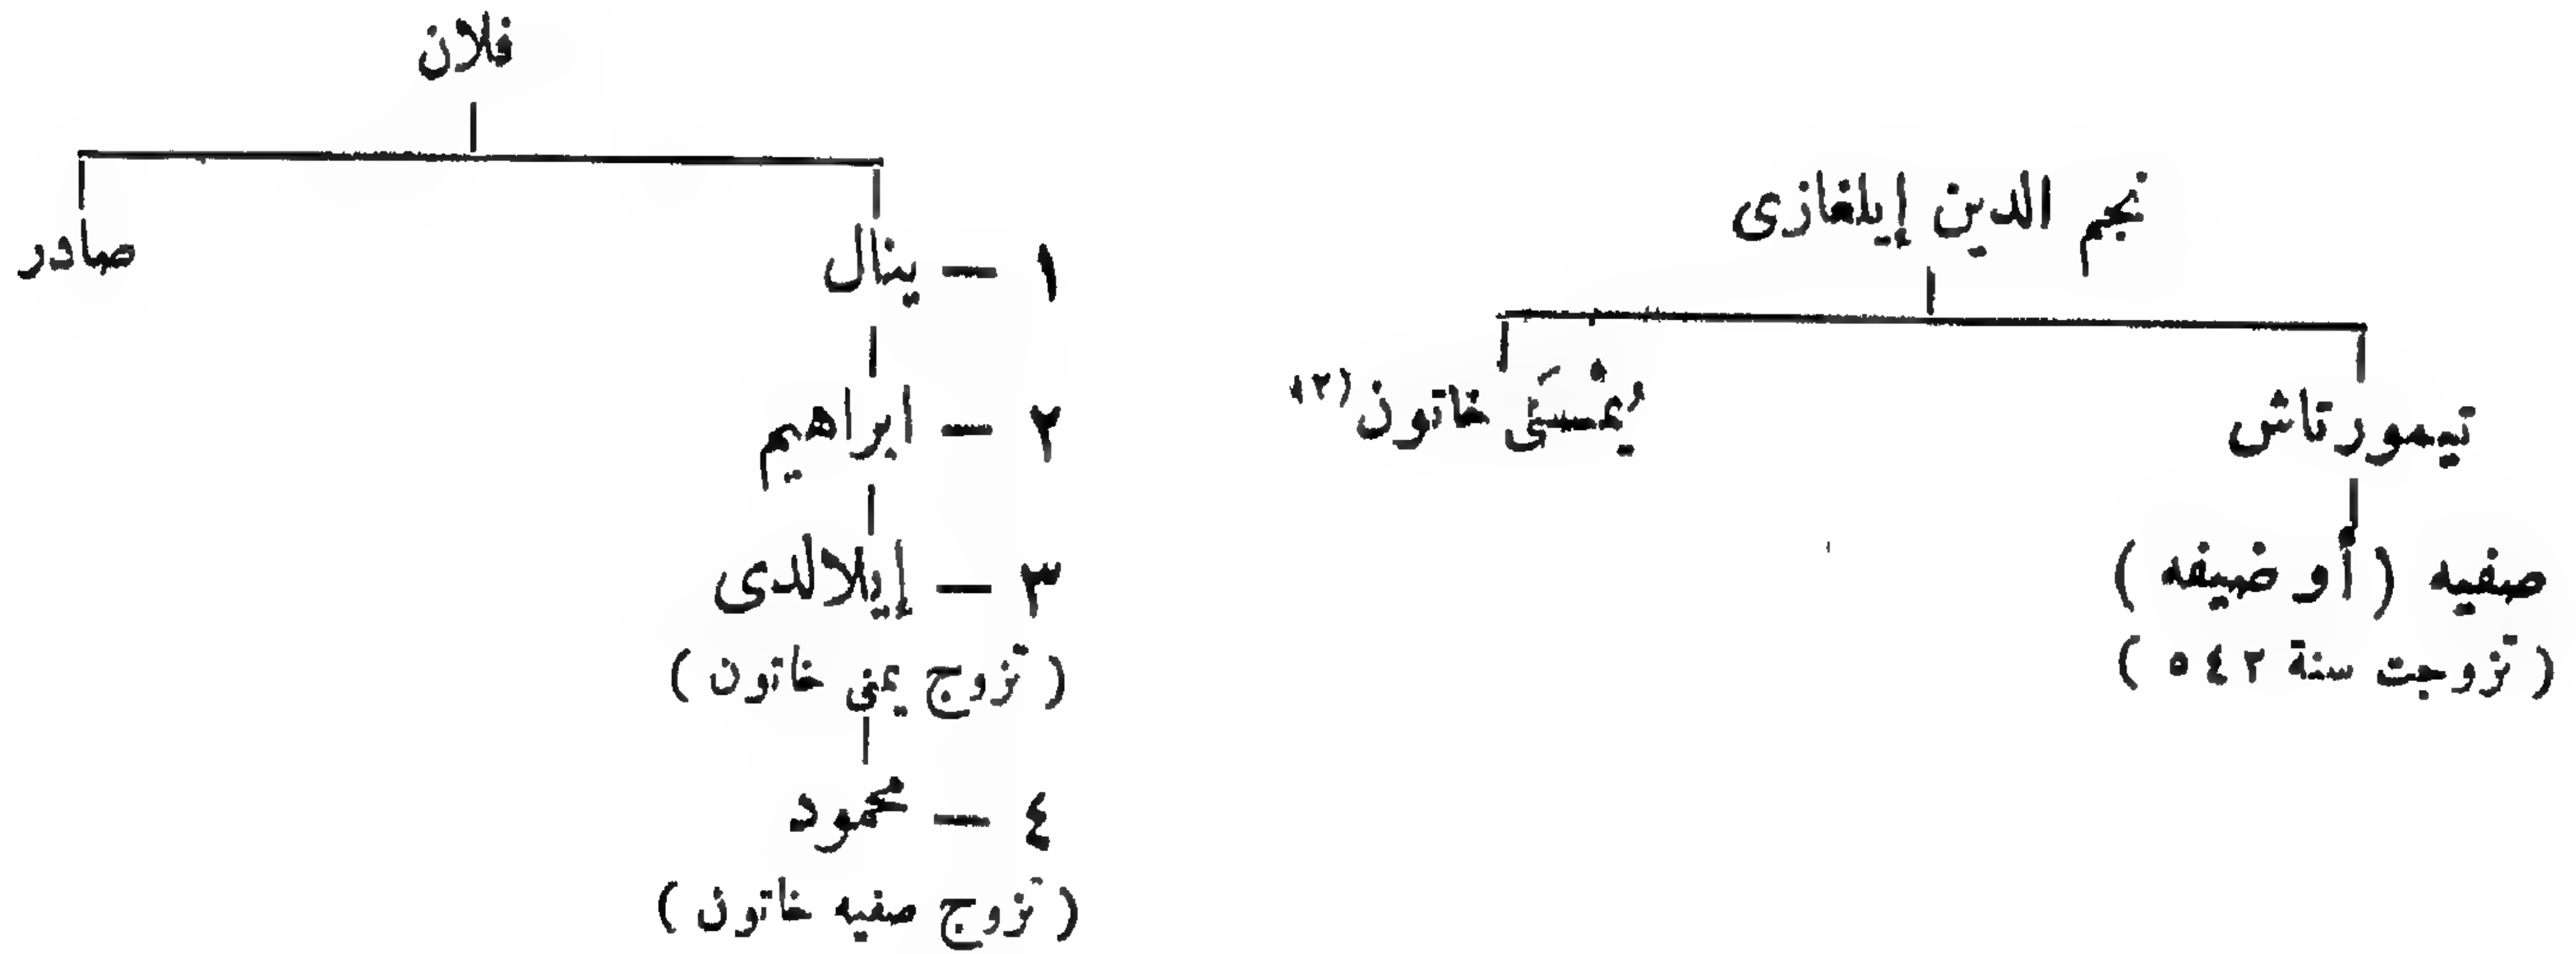 نجم الدين إيلغازى
تيمورتاش
يُمْنَى خاتون (٢)
صفيه ( أو ضيفه )
( تزوجت سنة ٥٤٢ )
فلان
صادر
١ — ينال
٢ — ابراهيم
٣ — إيلالدى
( تزوج يمنى خاتون )
٤ — محمود
( تزوج صفيه خاتون )